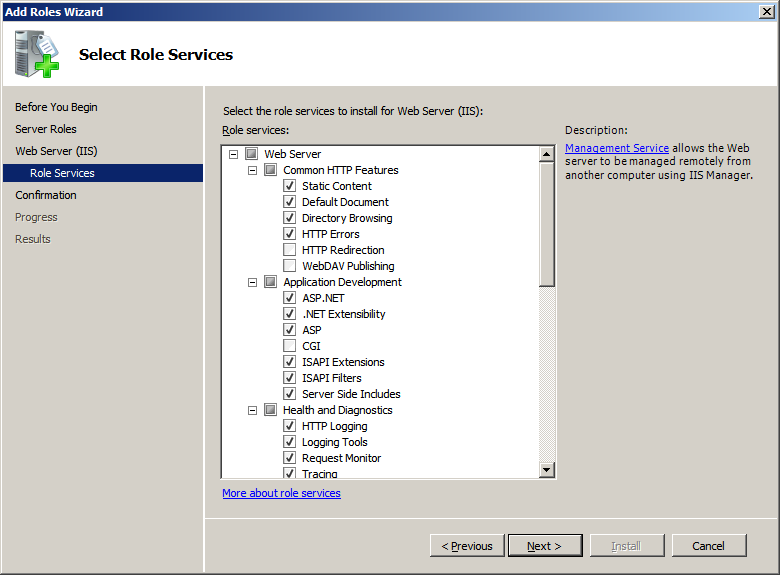 Add Roles Wizard
Select Role Services
Before You Begin
Server Roles
Web Server (IIS)
Role Services
Confirmation
Progress
Results
Select the role services to install for Web Server (IIS):
Role services:
Web Server
Common HTTP Features
Static Content
Default Document
Directory Browsing
HTTP Errors
HTTP Redirection
WebDAV Publishing
Application Development
ASP.NET
.NET Extensibility
ASP
CGI
ISAPI Extensions
ISAPI Filters
Server Side Includes
Health and Diagnostics
HTTP Logging
Logging Tools
Request Monitor
Tracing
More about role services
Description:
Management Service allows the Web
server to be managed remotely from
another computer using IIS Manager.
< Previous
Next >
Install
Cancel